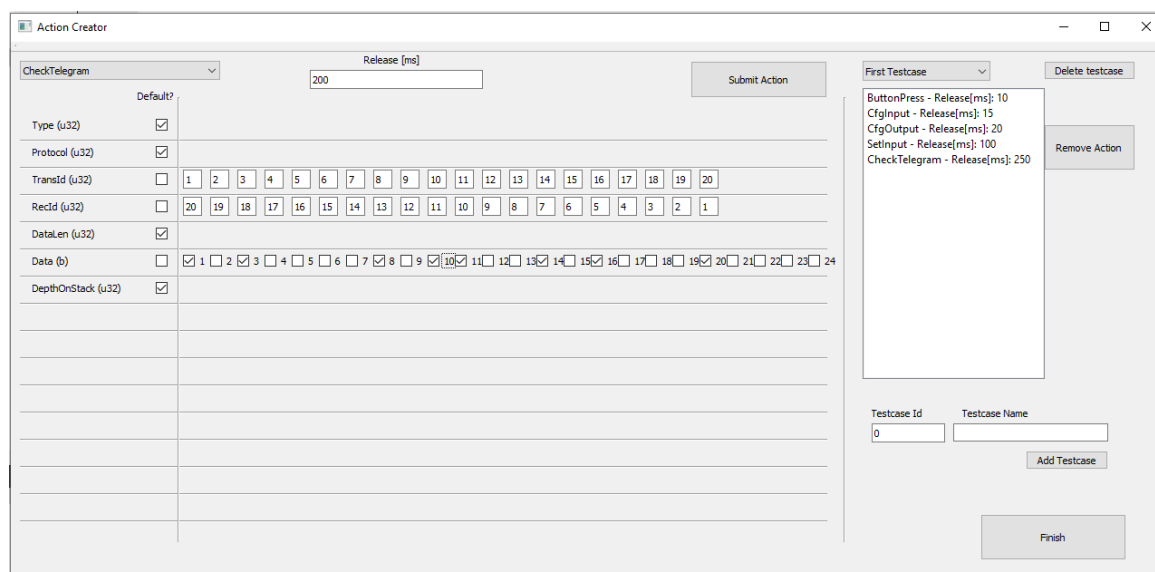 Action Creator
CheckTelegram
Release [ms]
200
Submit Action
First Testcase
Delete testcase
Default?
ButtonPress - Release[ms]: 10
CfgInput - Release[ms]: 15
CfgOutput - Release[ms]: 20
SetInput - Release[ms]: 100
CheckTelegram - Release[ms]: 250
Remove Action
Type (u32)
Protocol (u32)
TransId (u32) 1 2 3 4 5 6 7 8 9 10 11 12 13 14 15 16 17 18 19 20
RecId (u32) 20 19 18 17 16 15 14 13 12 11 10 9 8 7 6 5 4 3 2 1
DataLen (u32)
Data (b) 1 2 3 4 5 6 7 8 9 10 11 12 13 14 15 16 17 18 19 20 21 22 23 24
DepthOnStack (u32)
Testcase Id Testcase Name
0
Add Testcase
Finish